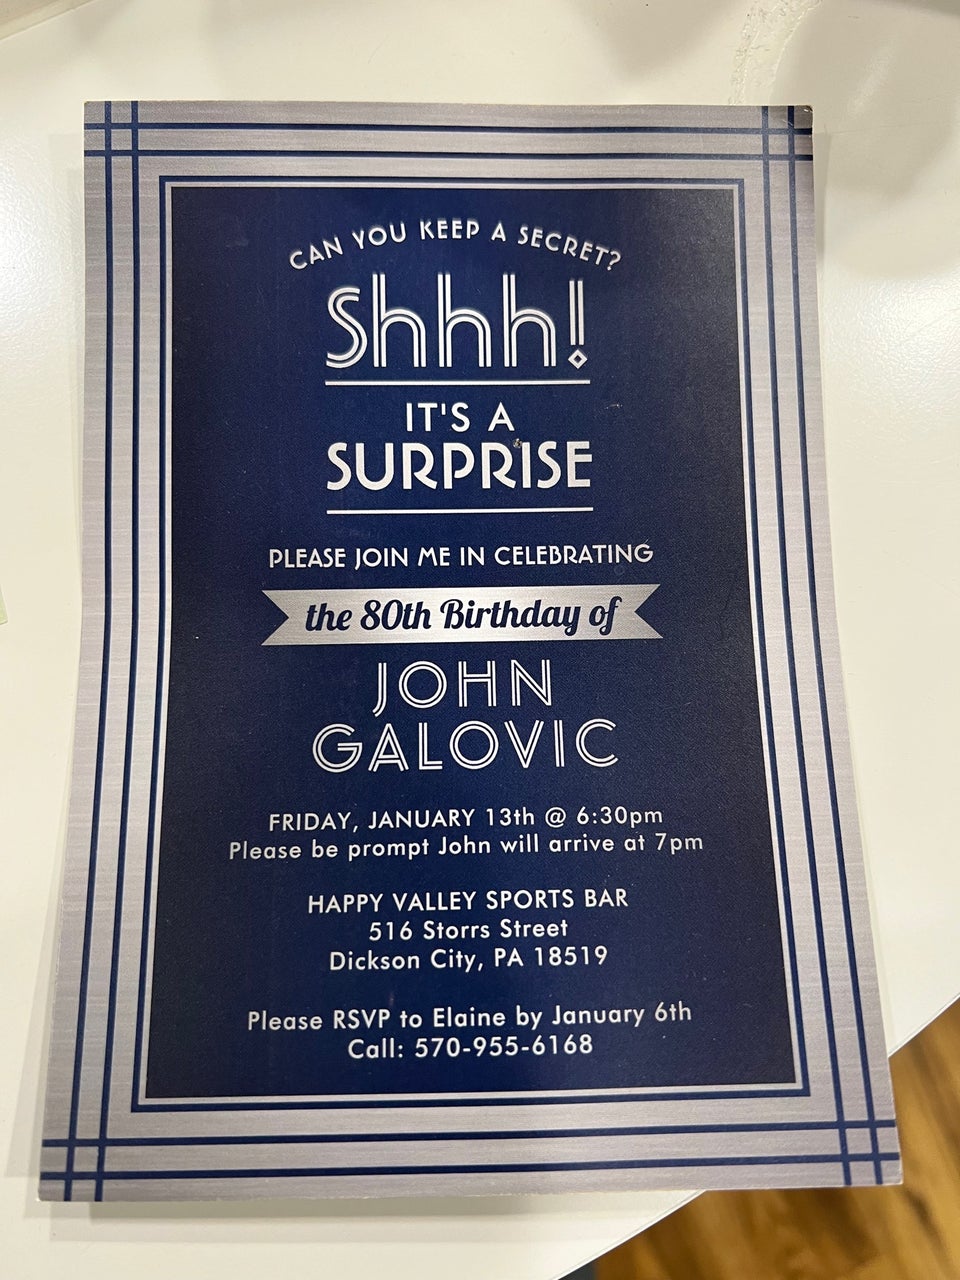 CAN YOU KEEP A SECRET?
Shhh!
IT'S A
SURPRISE
PLEASE JOIN ME IN CELEBRATING
the 80th Birthday of
JOHN
GALOVIC
FRIDAY, JANUARY 13th @ 6:30pm
Please be prompt John will arrive at 7pm
HAPPY VALLEY SPORTS BAR
516 Storrs Street
Dickson City, PA 18519
Please RSVP to Elaine by January 6th
Call: 570-955-6168